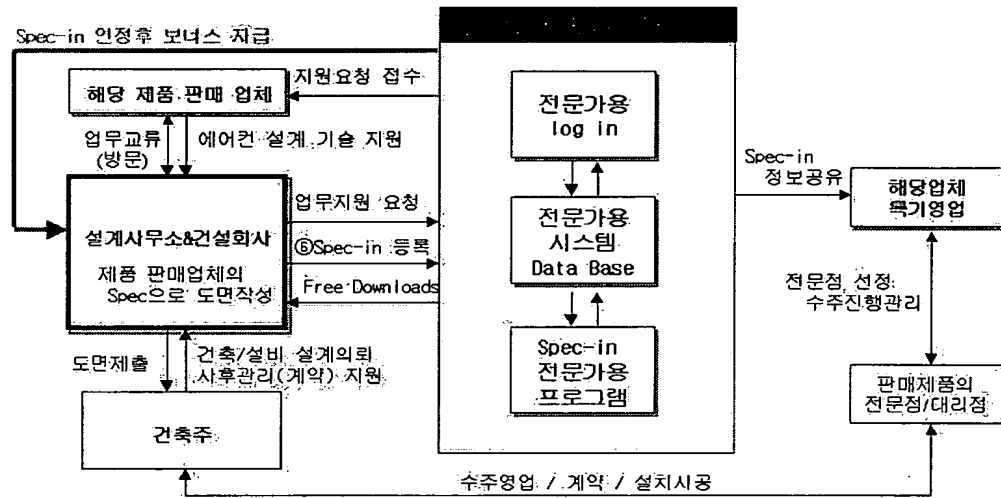 Spec-in 인정후 보너스 지급
지원요청 접수
해당 제품 판매 업체
업무교류
(방문)
에어컨 설계 기술 지원
설계사무소&건설회사
제품 판매업체의
Spec으로 도면작성
업무지원 요청
⑥Spec-in 등록
Free Downloads
도면제출
건축/설비 설계의뢰
사후관리(계약) 지원
건축주
전문가용
log in
전문가용
시스템
Data Base
Spec-in
전문가용
프로그램
Spec-in
정보공유
해당업체
특기영업
전문점 선정
수주진행관리
판매제품의
전문점/대리점
수주영업 / 계약 / 설치시공